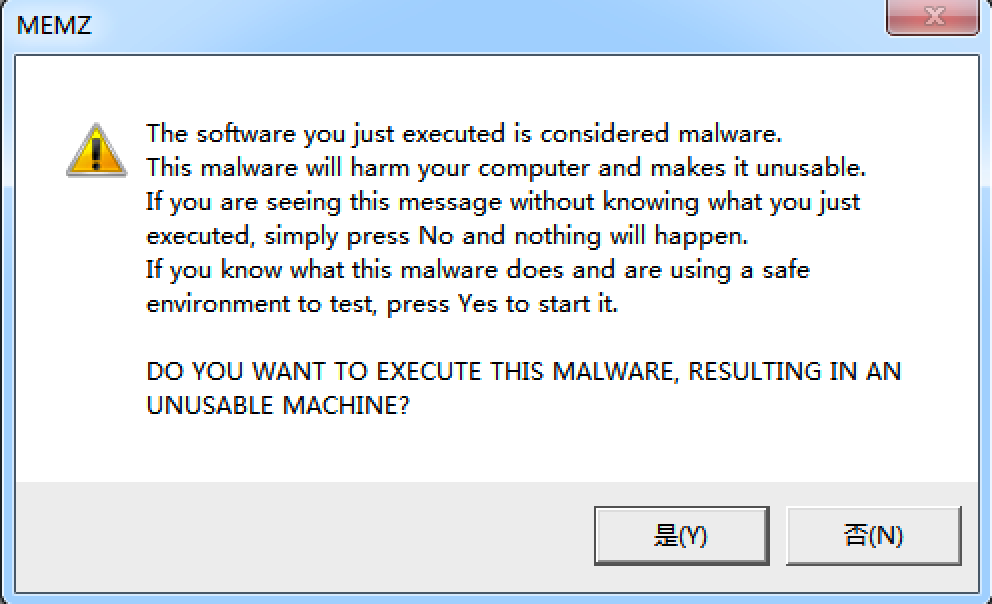 MEMZ
The software you just executed is considered malware.
This malware will harm your computer and makes it unusable.
If you are seeing this message without knowing what you just
executed, simply press No and nothing will happen.
If you know what this malware does and are using a safe
environment to test, press Yes to start it.
DO YOU WANT TO EXECUTE THIS MALWARE, RESULTING IN AN
UNUSABLE MACHINE?
是(Y) 否(N)